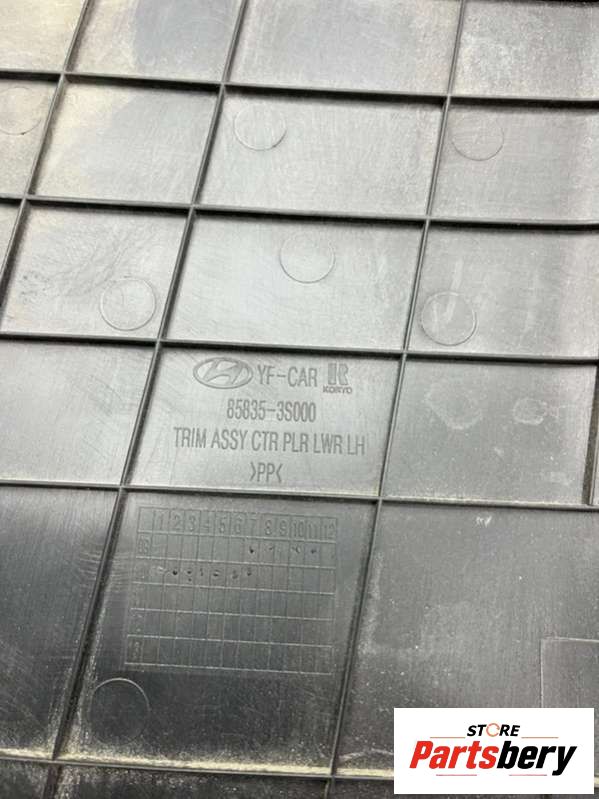 YF-CAR KORYO
85835-3S000
TRIM ASSY CTR PLR LWR LH
>PP<
1 2 3 4 5 6 7 8 9 10 11 12
STORE
Partsbery